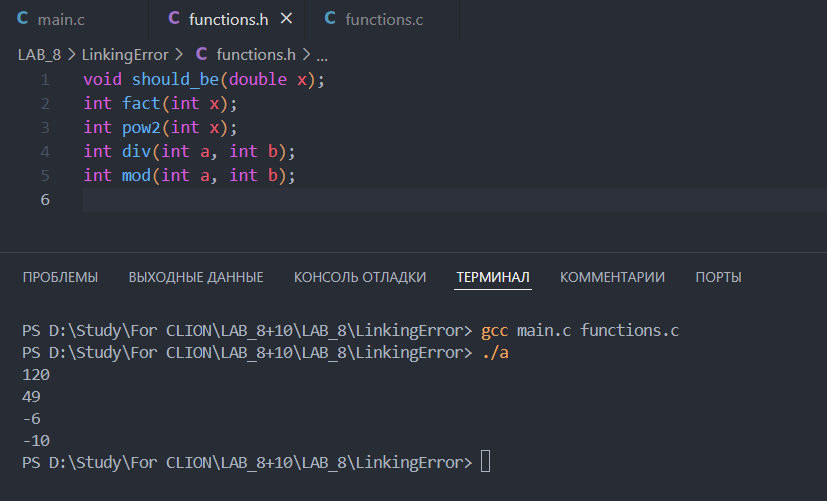 C main.c C functions.h × C functions.c
LAB_8 > LinkingError > C functions.h > ...
1 void should_be(double x);
2 int fact(int x);
3 int pow2(int x);
4 int div(int a, int b);
5 int mod(int a, int b);
6
ПРОБЛЕМЫ ВЫХОДНЫЕ ДАННЫЕ КОНСОЛЬ ОТЛАДКИ ТЕРМИНАЛ КОММЕНТАРИИ ПОРТЫ
PS D:\Study\For CLION\LAB_8+10\LAB_8\LinkingError> gcc main.c functions.c
PS D:\Study\For CLION\LAB_8+10\LAB_8\LinkingError> ./a
120
49
-6
-10
PS D:\Study\For CLION\LAB_8+10\LAB_8\LinkingError>